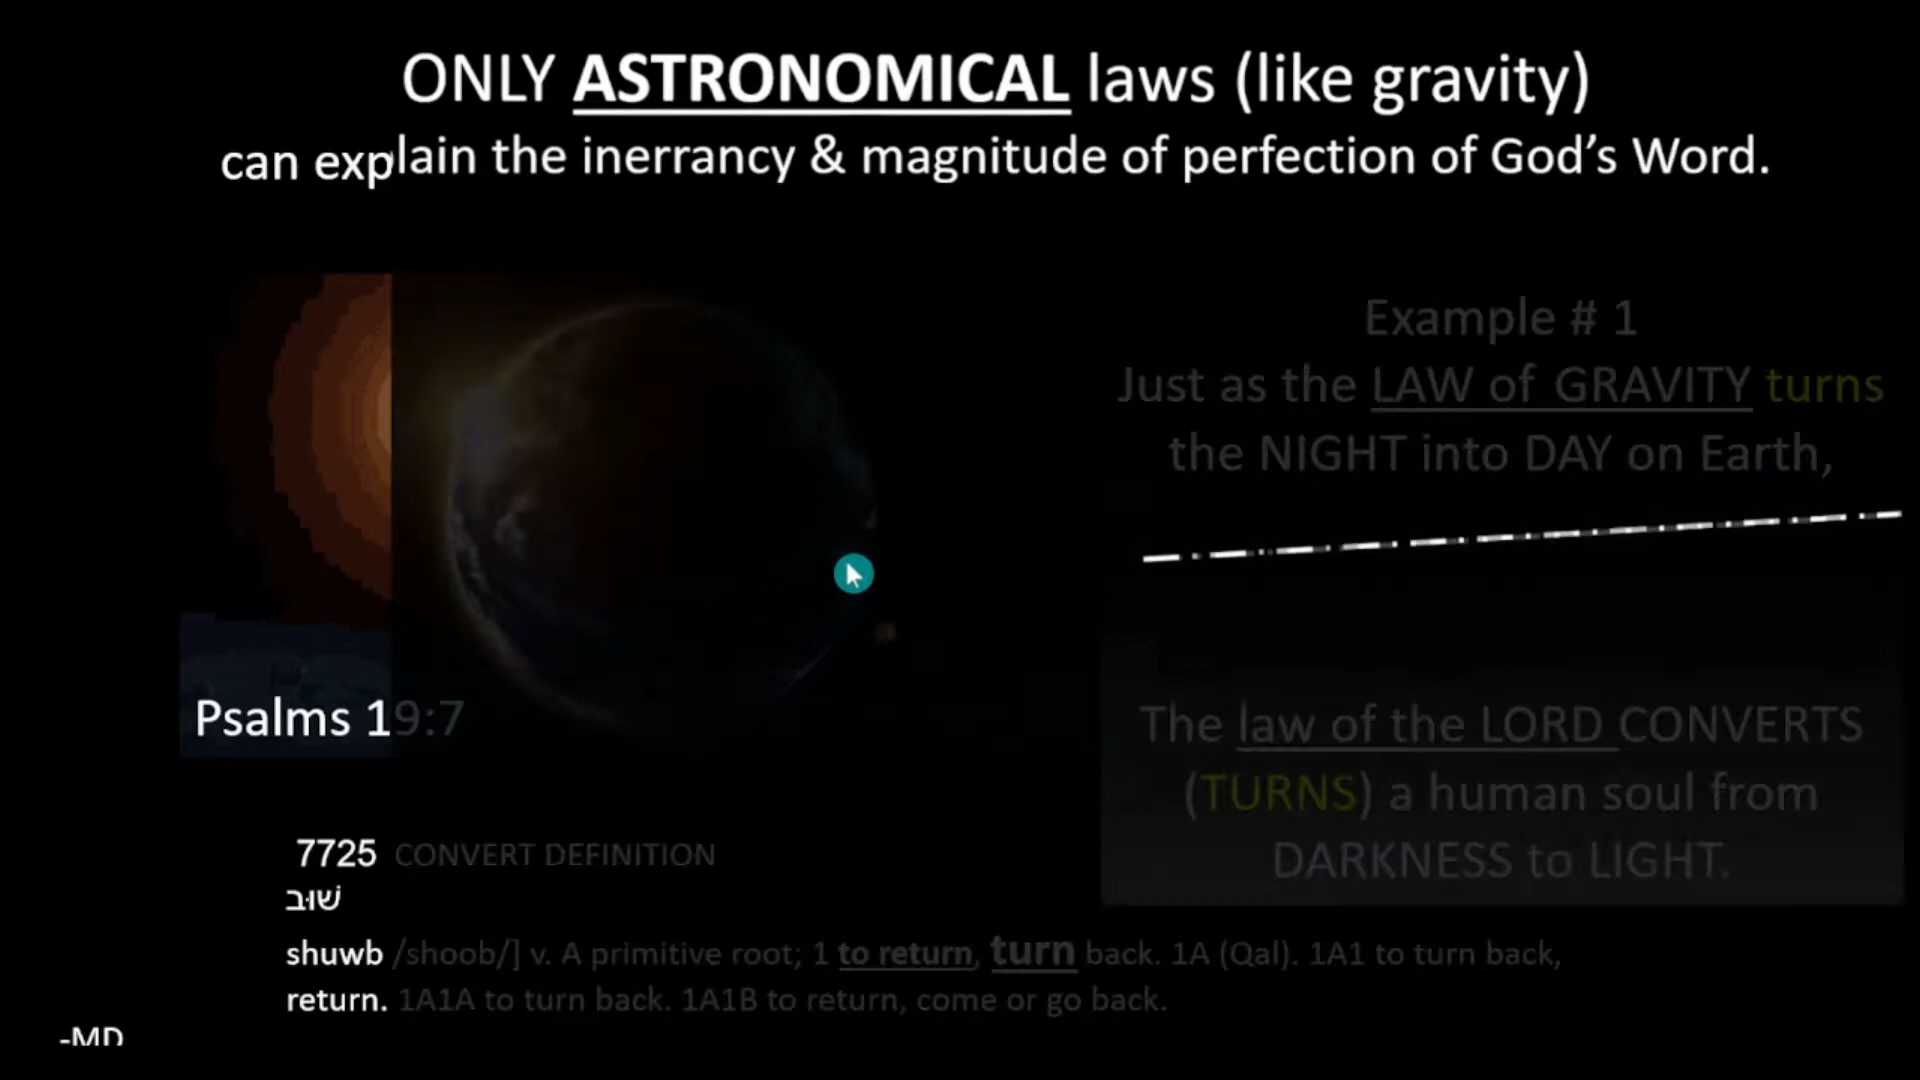 ONLY ASTRONOMICAL laws (like gravity)
can explain the inerrancy & magnitude of perfection of God's Word.
Example # 1
Just as the LAW of GRAVITY turns
the NIGHT into DAY on Earth,
Psalms 19:7
The law of the LORD CONVERTS
(TURNS) a human soul from
DARKNESS to LIGHT.
7725 CONVERT DEFINITION
שׁוּב
shuwb /shoob/] v. A primitive root; 1 to return, turn back. 1A (Qal). 1A1 to turn back,
return. 1A1A to turn back. 1A1B to return, come or go back.
-MD